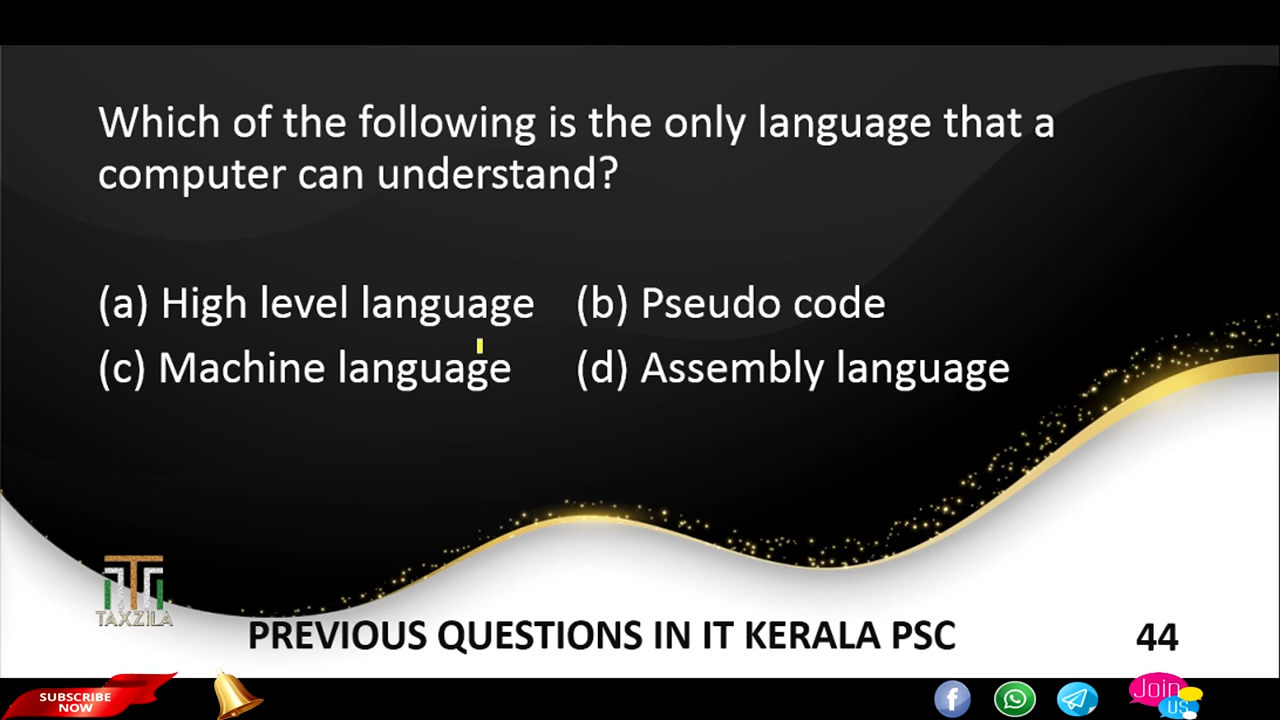 Which of the following is the only language that a
computer can understand?
(a) High level language (b) Pseudo code
(c) Machine language (d) Assembly language
TAXZILA
PREVIOUS QUESTIONS IN IT KERALA PSC 44
SUBSCRIBE
NOW
Join
us